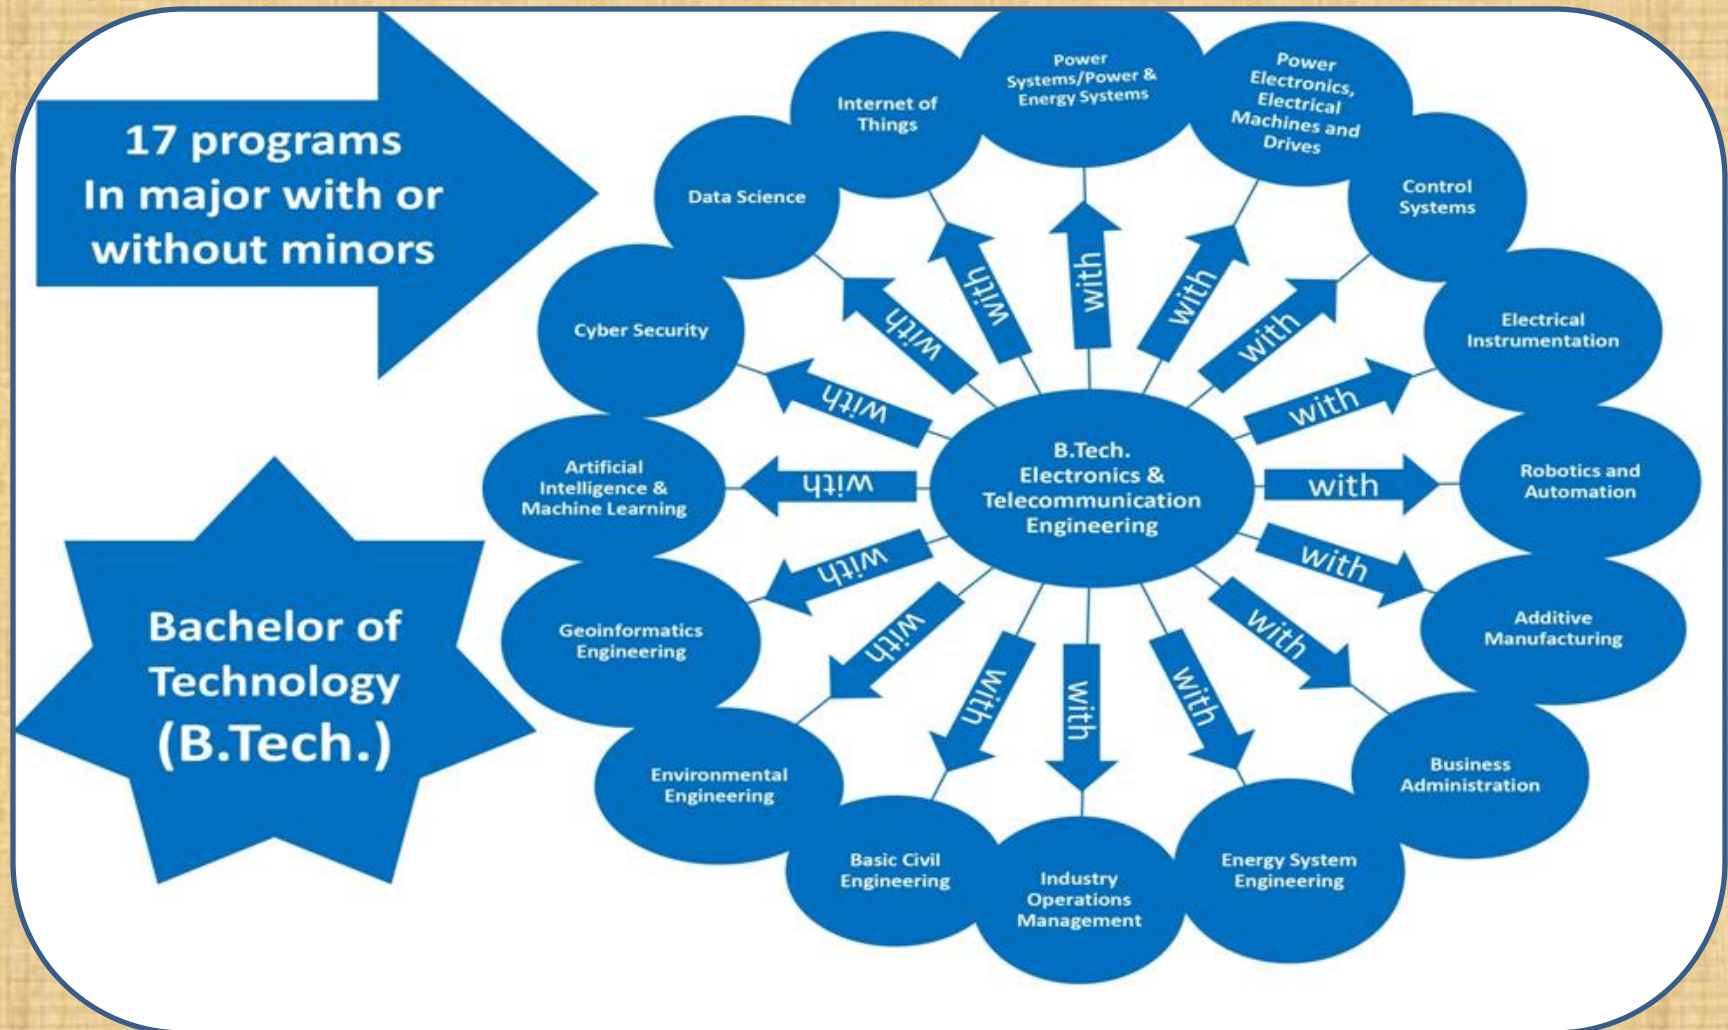 17 programs
In major with or
without minors
Bachelor of
Technology
(B.Tech.)
B.Tech.
Electronics &
Telecommunication
Engineering
Power
Systems/Power &
Energy Systems
with
Power
Electronics,
Electrical
Machines and
Drives
with
Control
Systems
with
Electrical
Instrumentation
with
Robotics and
Automation
with
Additive
Manufacturing
with
Business
Administration
with
Energy System
Engineering
with
Industry
Operations
Management
with
Basic Civil
Engineering
with
Environmental
Engineering
with
Geoinformatics
Engineering
with
Artificial
Intelligence &
Machine Learning
with
Cyber Security
with
Data Science
with
Internet of
Things
with